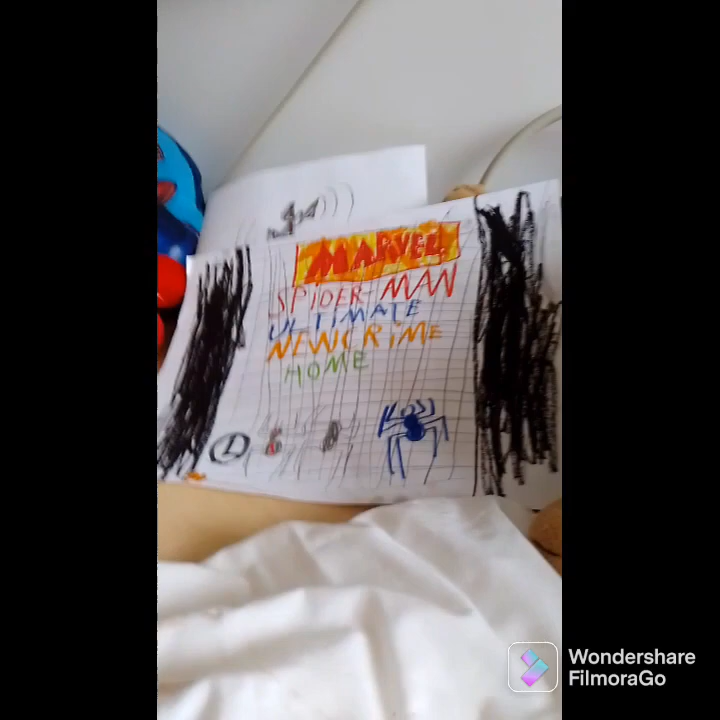 MARVEL
SPIDER-MAN
ULTIMATE
NEW CRIME
HOME
Wondershare
FilmoraGo